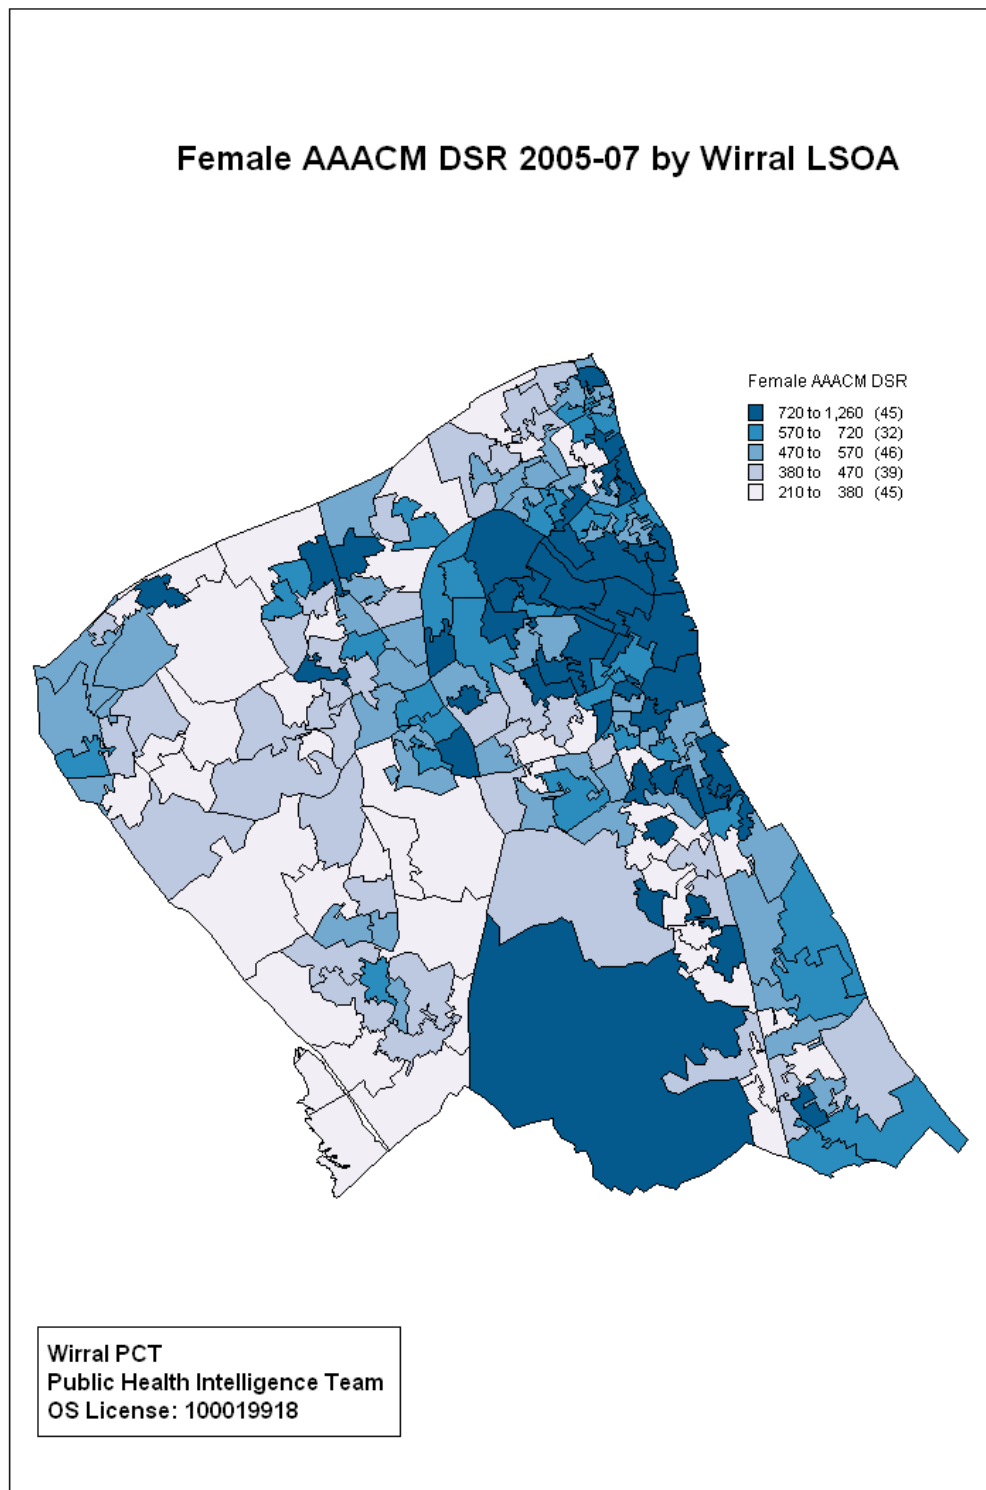 Female AAACM DSR 2005-07 by Wirral LSOA
Female AAACM DSR
720 to 1,260 (45)
570 to 720 (32)
470 to 570 (46)
380 to 470 (39)
210 to 380 (45)
Wirral PCT
Public Health Intelligence Team
OS License: 100019918